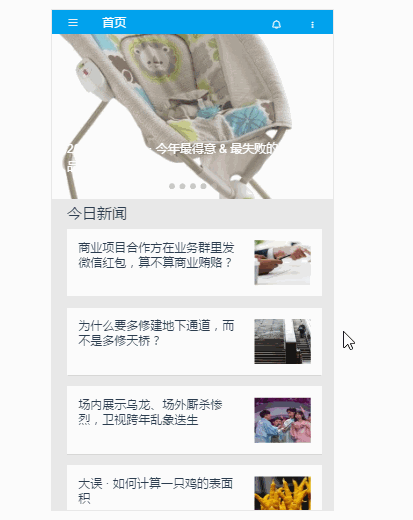 首页
今年最得意 & 最失败的
品
今日新闻
商业项目合作方在业务群里发
微信红包，算不算商业贿赂？
为什么要多修建地下通道，而
不是多修天桥？
场内展示乌龙、场外厮杀惨
烈，卫视跨年乱象迭生
大误 · 如何计算一只鸡的表面
积